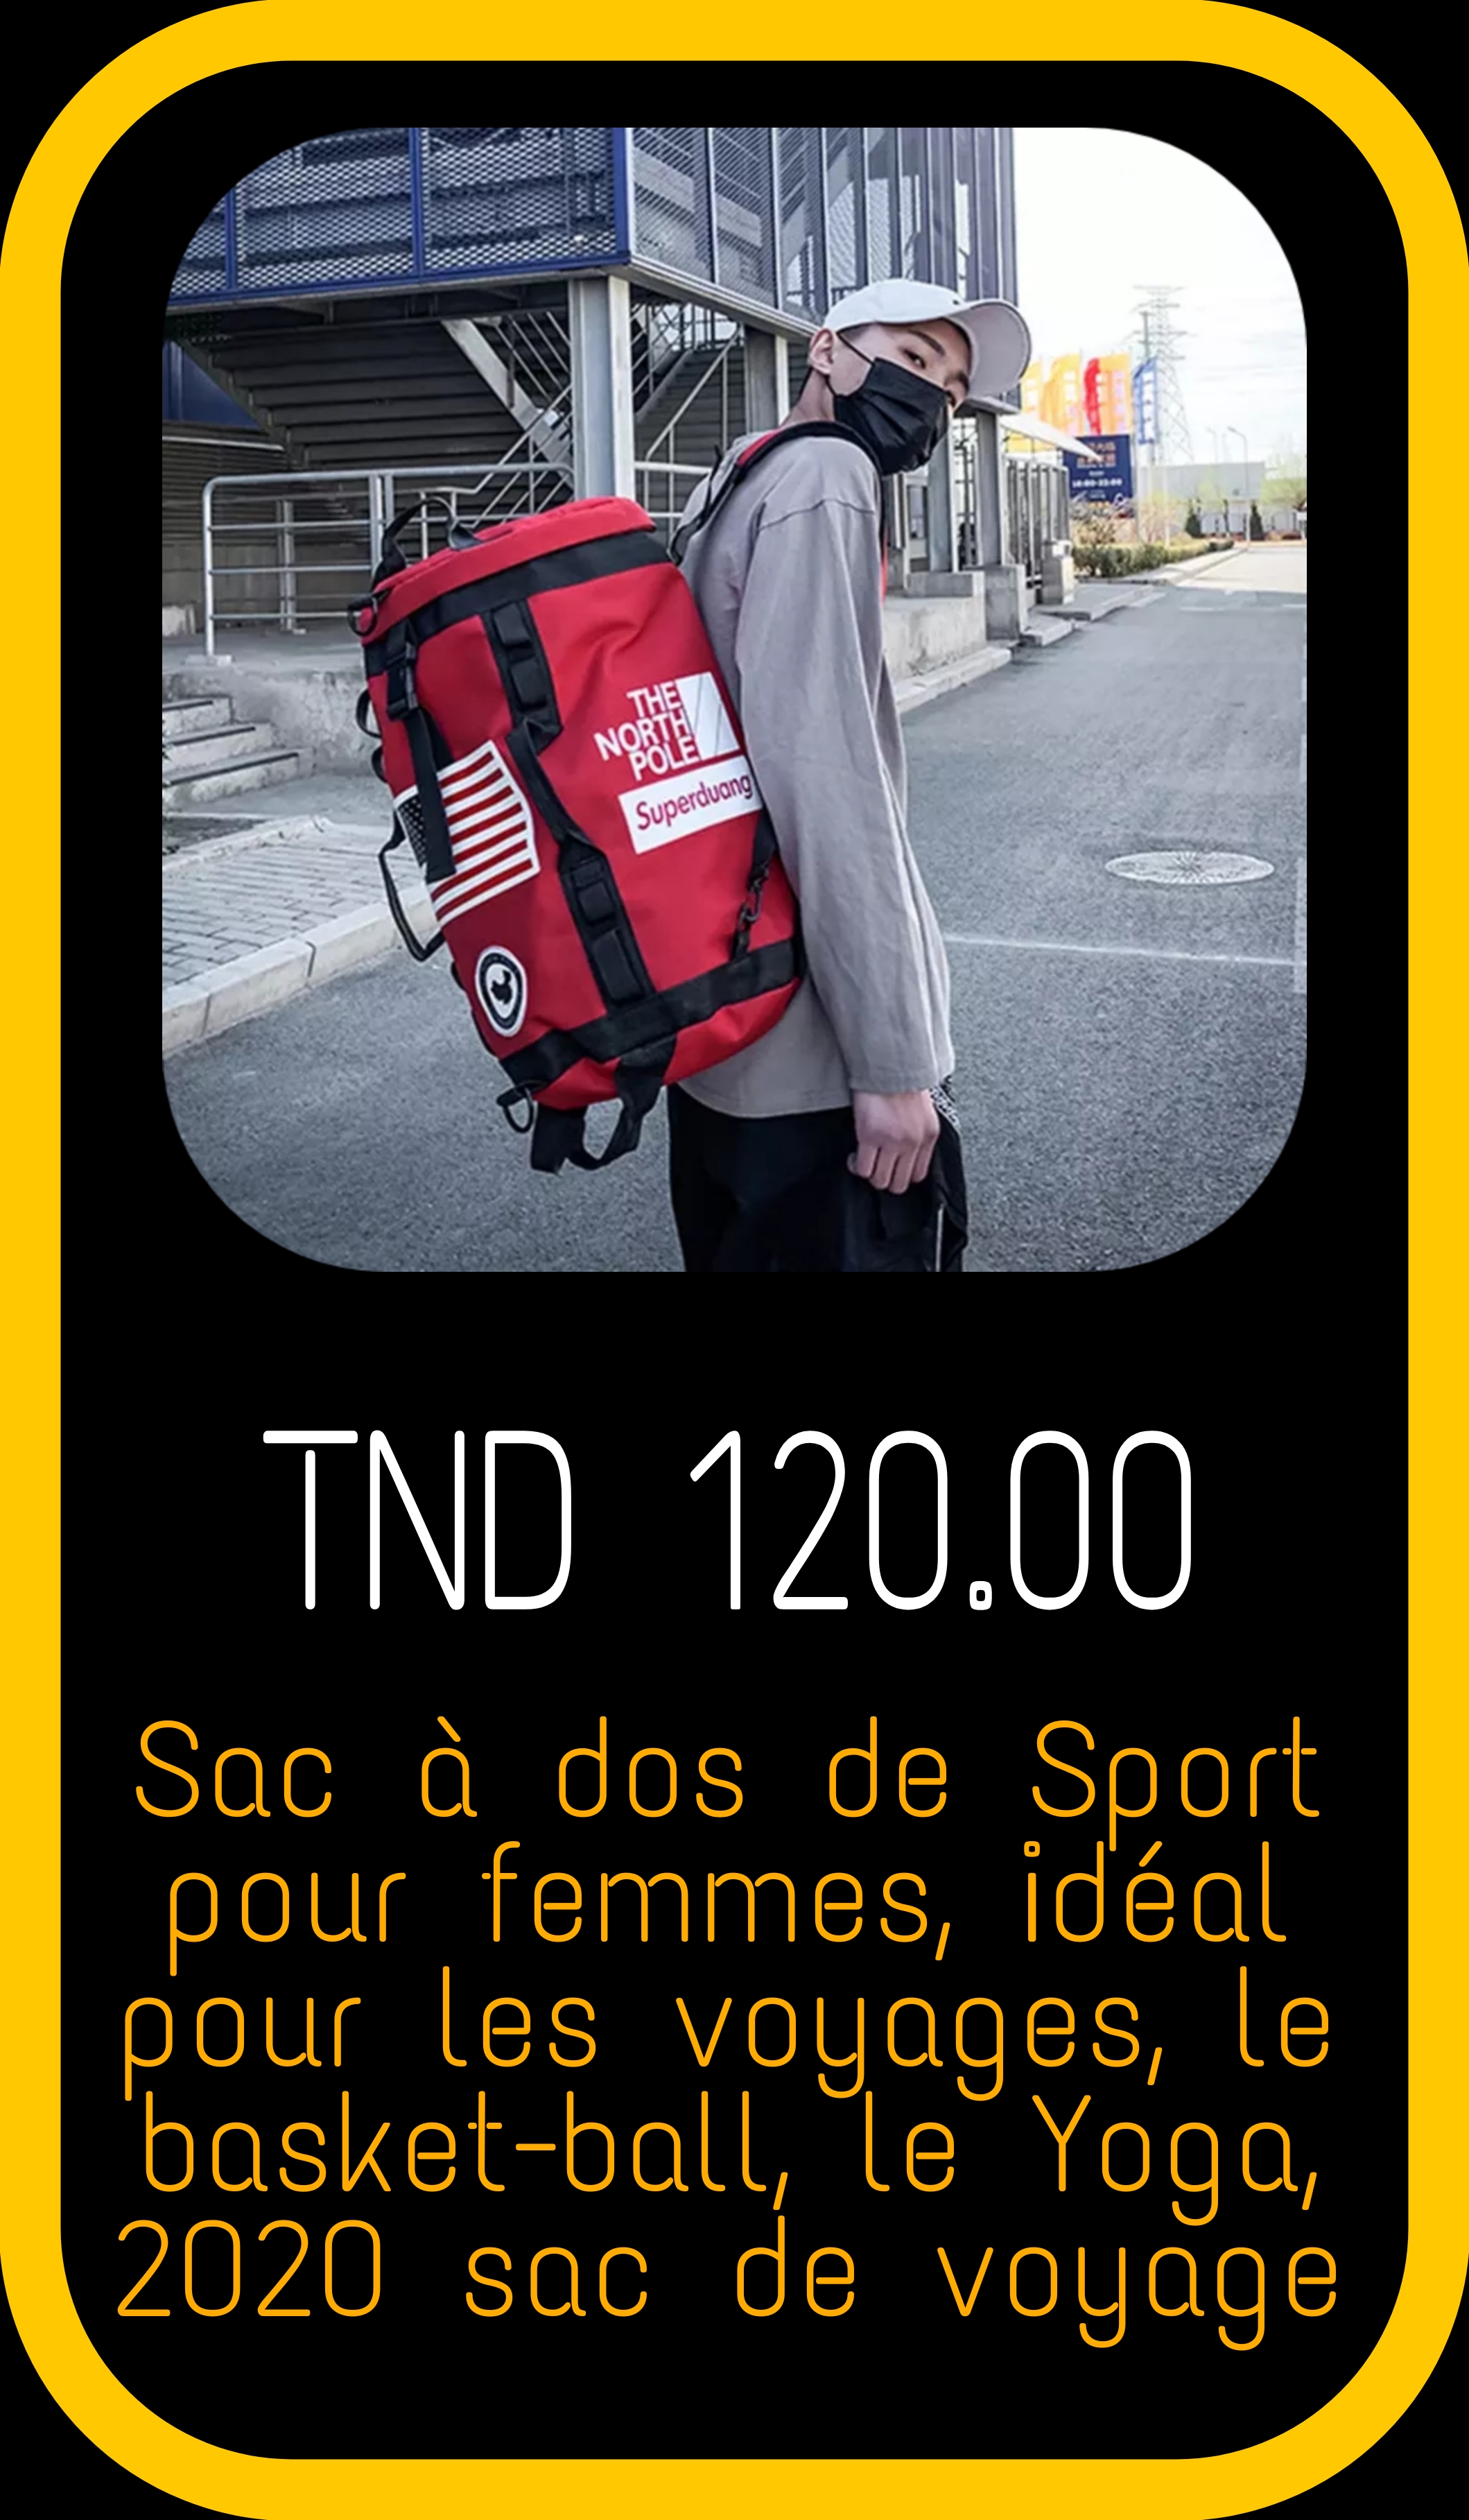 THE
NORTH
POLE
Superduang
TND 120.00
Sac à dos de Sport
pour femmes, idéal
pour les voyages, le
basket-ball, le Yoga,
2020 sac de voyage